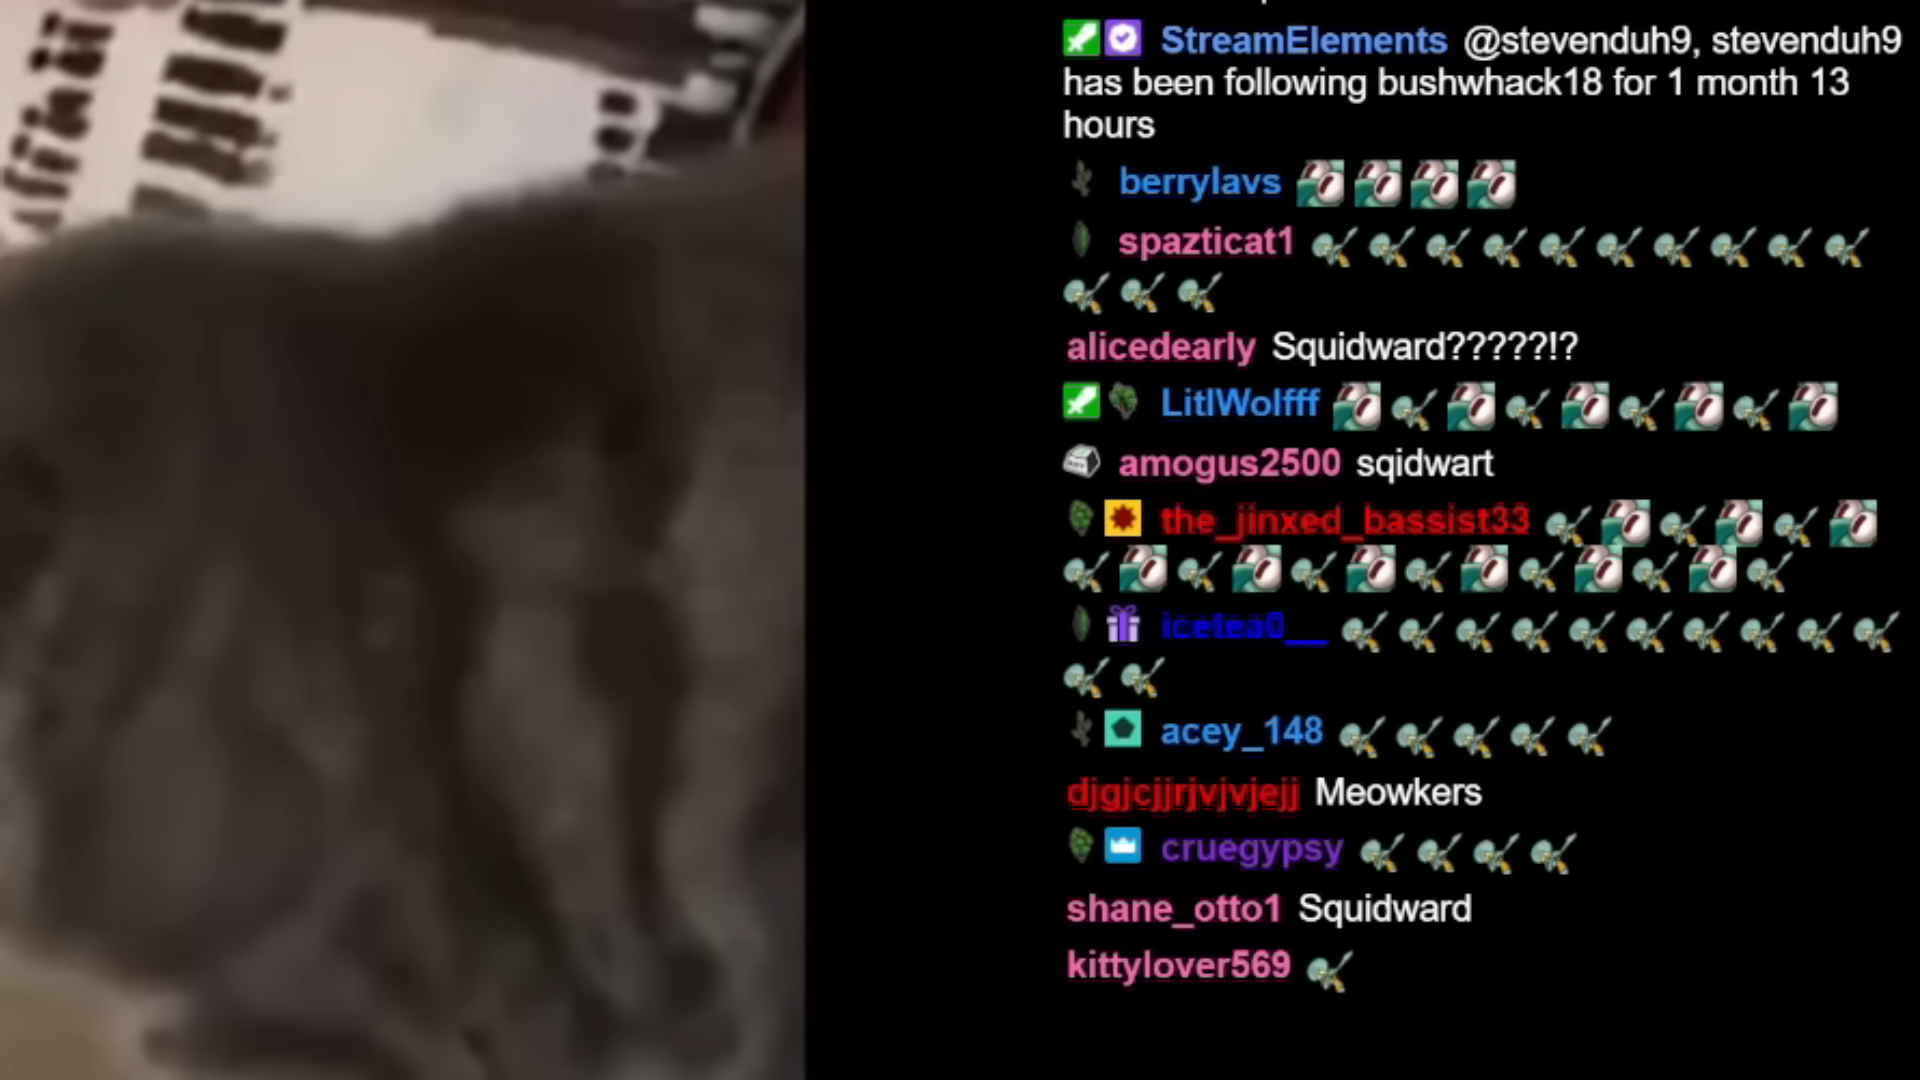 StreamElements @stevenduh9, stevenduh9
has been following bushwhack18 for 1 month 13
hours
berrylavs
spazticat1
alicedearly Squidward?????!?
LitlWolfff
amogus2500 sqidwart
the_jinxed_bassist33
icetea0__
acey_148
djgjcjjrjvjvjejj Meowkers
cruegypsy
shane_otto1 Squidward
kittylover569